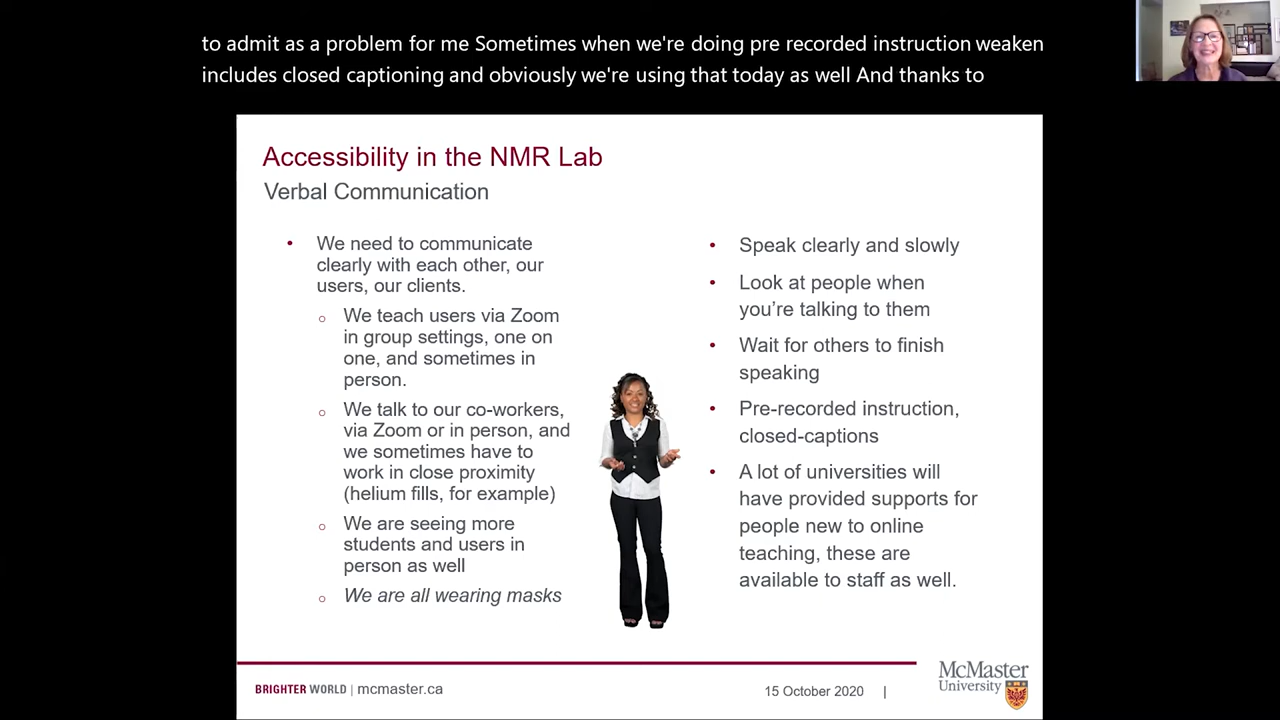 to admit as a problem for me Sometimes when we're doing pre recorded instruction weaken
includes closed captioning and obviously we're using that today as well And thanks to
Accessibility in the NMR Lab
Verbal Communication
• We need to communicate
clearly with each other, our
users, our clients.
o We teach users via Zoom
in group settings, one on
one, and sometimes in
person.
o We talk to our co-workers,
via Zoom or in person, and
we sometimes have to
work in close proximity
(helium fills, for example)
o We are seeing more
students and users in
person as well
o We are all wearing masks
• Speak clearly and slowly
• Look at people when
you're talking to them
• Wait for others to finish
speaking
• Pre-recorded instruction,
closed-captions
• A lot of universities will
have provided supports for
people new to online
teaching, these are
available to staff as well.
BRIGHTER WORLD | mcmaster.ca
15 October 2020 |
McMaster
University